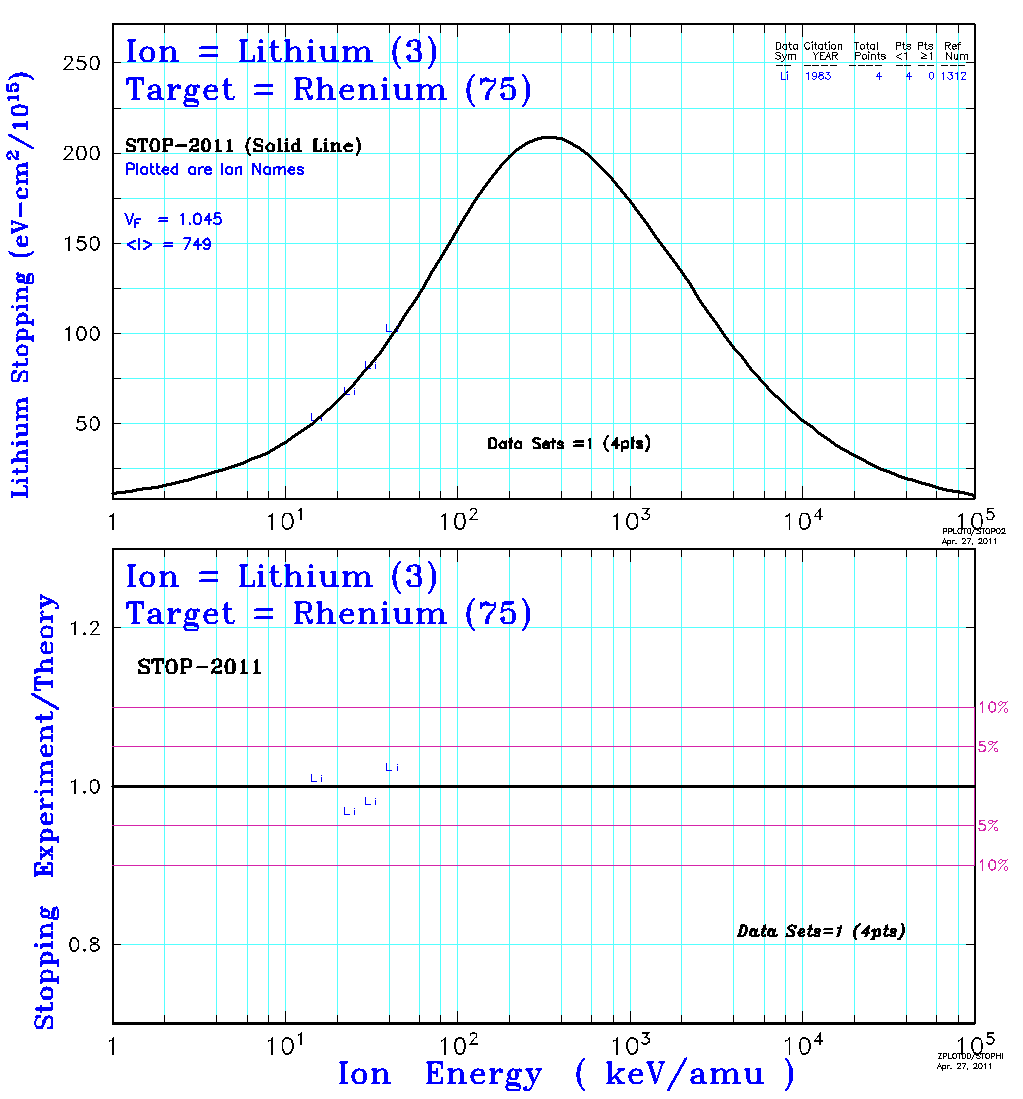 Ion = Lithium (3)
Target = Rhenium (75)
Data Citation Total Pts Pts Ref
Sym YEAR Points <1 ≥1 Num
Li 1983 4 4 0 1312
STOP-2011 (Solid Line)
Plotted are Ion Names
VF = 1.045
<I> = 749
Data Sets =1 (4pts)
Lithium Stopping (eV-cm²/10¹⁵)
250
200
150
100
50
Li
Li
Li
Li
1 10¹ 10² 10³ 10⁴ 10⁵
PPLOT0/STOP02
Apr. 27, 2011
Ion = Lithium (3)
Target = Rhenium (75)
STOP-2011
Stopping Experiment/Theory
1.2
1.0
0.8
10%
5%
5%
10%
Li
Li
Li
Li
Data Sets=1 (4pts)
1 10¹ 10² 10³ 10⁴ 10⁵
Ion Energy ( keV/amu )
ZPLOT0D/STOPHI
Apr. 27, 2011